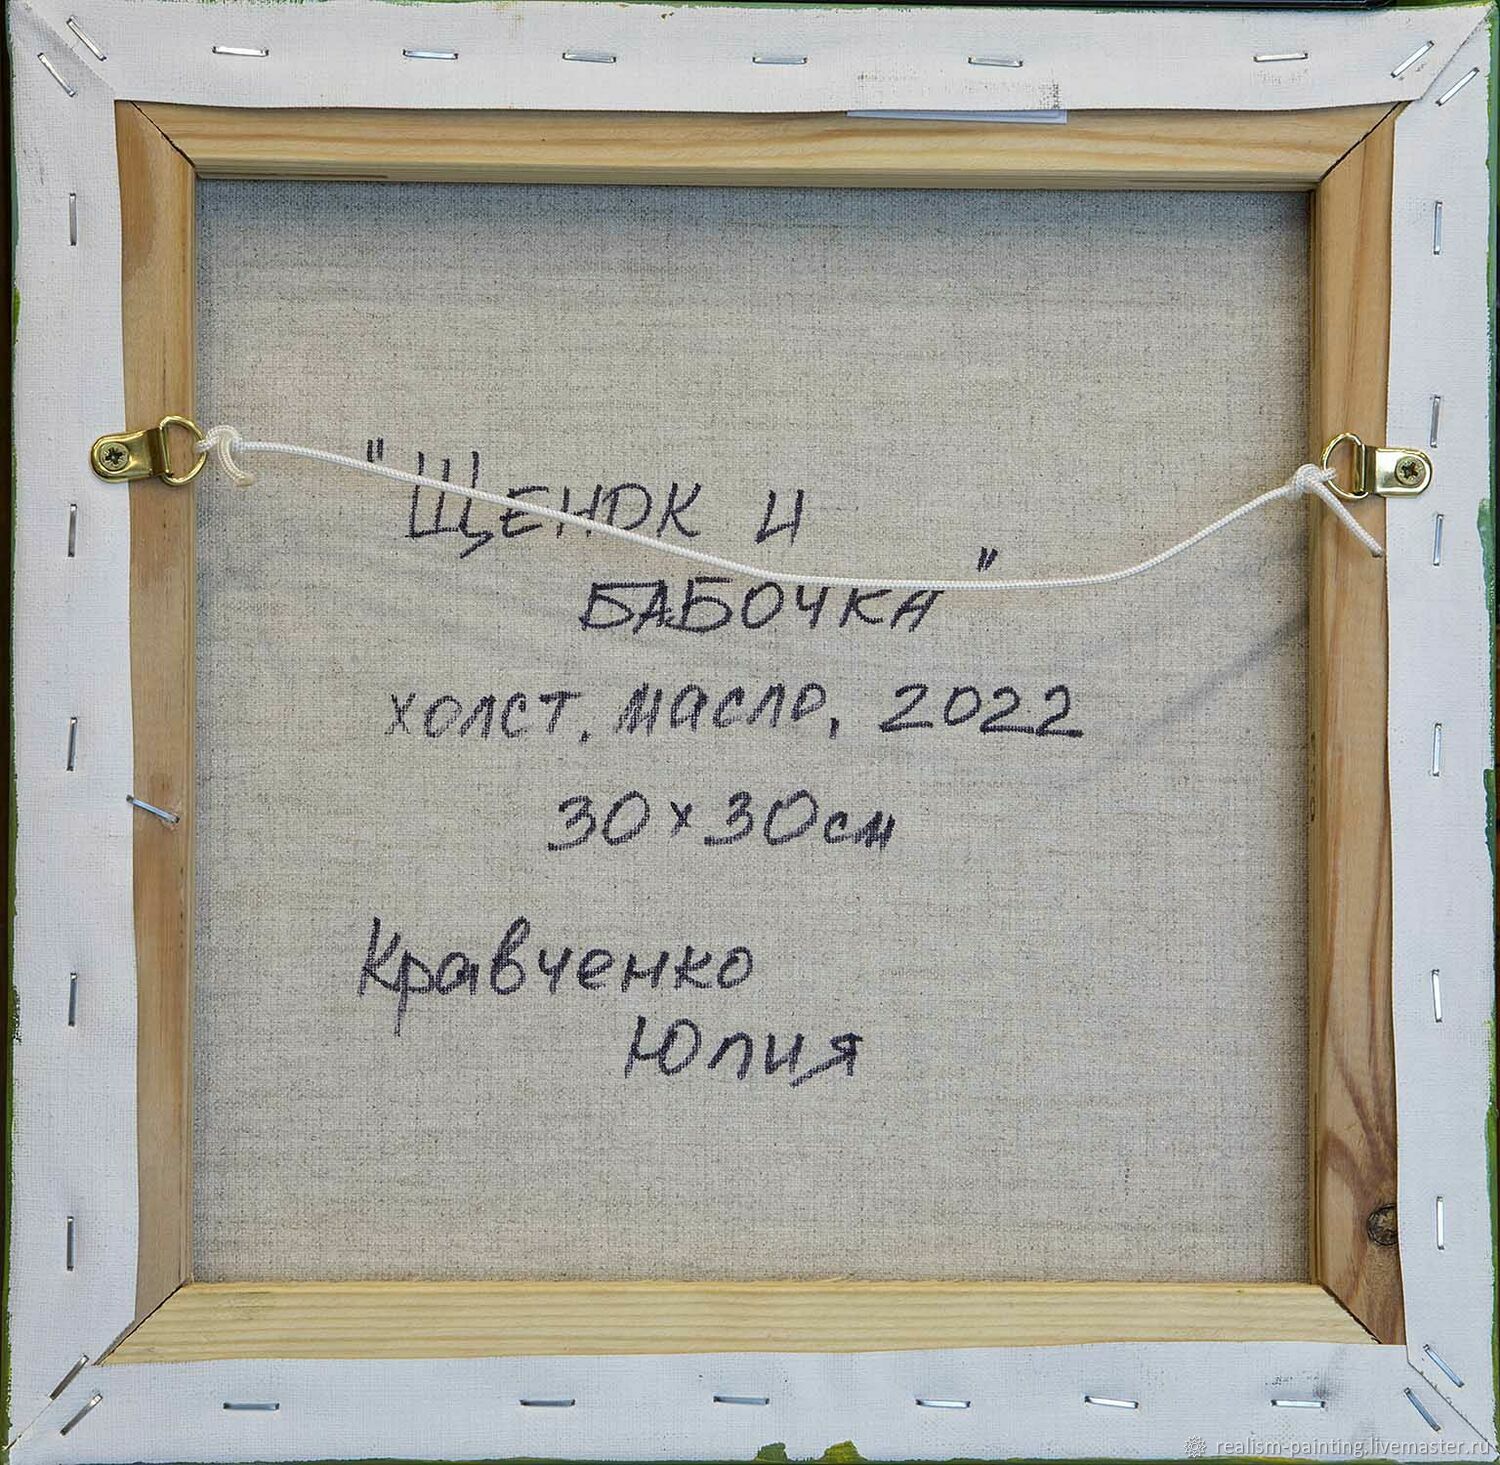 "Щенок и
Бабочка"
холст, масло, 2022
30×30см
Кравченко
Юлия
realism-painting.livemaster.ru